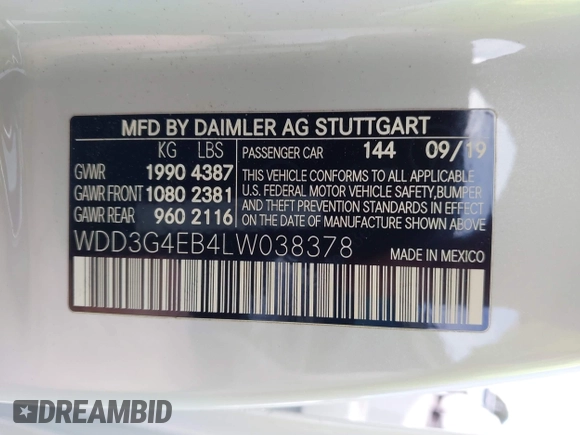 MFD BY DAIMLER AG STUTTGART
KG LBS PASSENGER CAR 144 09/19
GVWR 1990 4387 THIS VEHICLE CONFORMS TO ALL APPLICABLE
GAWR FRONT 1080 2381 U.S. FEDERAL MOTOR VEHICLE SAFETY, BUMPER
GAWR REAR 960 2116 AND THEFT PREVENTION STANDARDS IN EFFECT
ON THE DATE OF MANUFACTURE SHOWN ABOVE
WDD3G4EB4LW038378 MADE IN MEXICO
DREAMBID